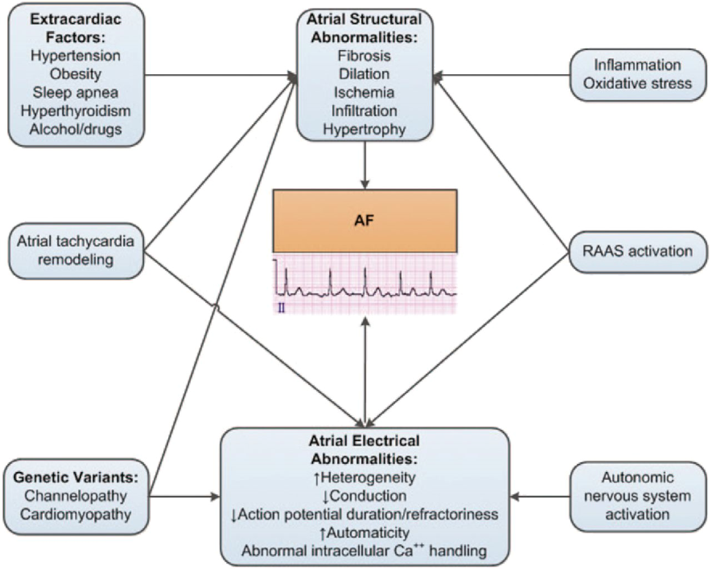 Extracardiac
Factors:
Hypertension
Obesity
Sleep apnea
Hyperthyroidism
Alcohol/drugs
Atrial Structural
Abnormalities:
Fibrosis
Dilation
Ischemia
Infiltration
Hypertrophy
Inflammation
Oxidative stress
Atrial tachycardia
remodeling
AF
II
RAAS activation
Genetic Variants:
Channelopathy
Cardiomyopathy
Atrial Electrical
Abnormalities:
↑Heterogeneity
↓Conduction
↓Action potential duration/refractoriness
↑Automaticity
Abnormal intracellular Ca⁺⁺ handling
Autonomic
nervous system
activation